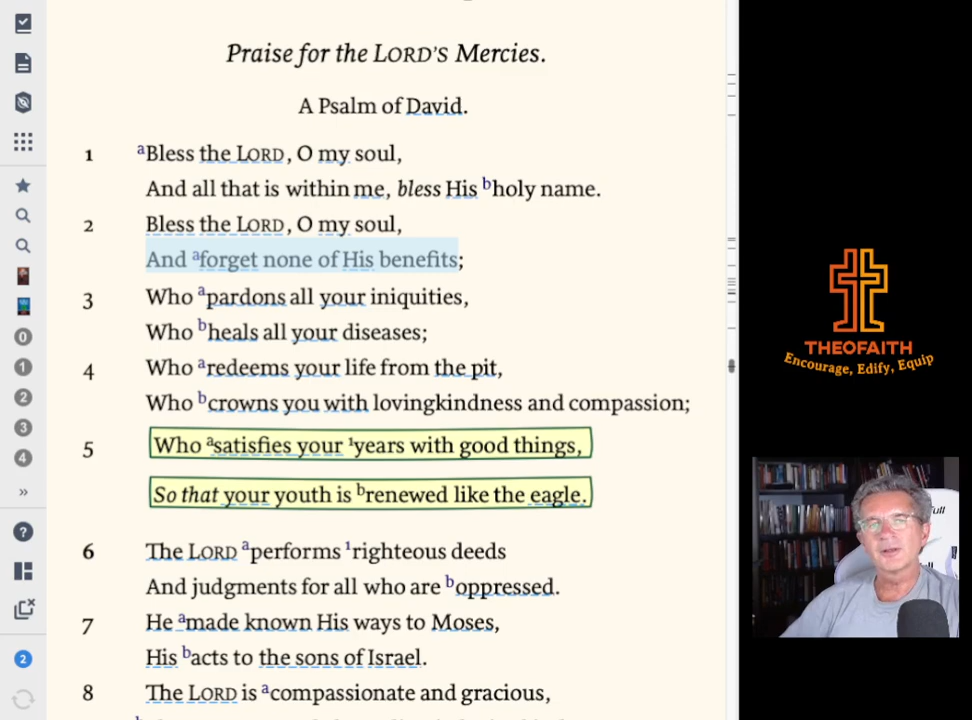 Praise for the LORD'S Mercies.
A Psalm of David.
1 aBless the LORD, O my soul,
And all that is within me, bless His bholy name.
2 Bless the LORD, O my soul,
And aforget none of His benefits;
3 Who apardons all your iniquities,
Who bheals all your diseases;
4 Who aredeems your life from the pit,
Who bcrowns you with lovingkindness and compassion;
5 Who asatisfies your 1years with good things,
So that your youth is brenewed like the eagle.
6 The LORD aperforms 1righteous deeds
And judgments for all who are boppressed.
7 He amade known His ways to Moses,
His bacts to the sons of Israel.
8 The LORD is acompassionate and gracious,
0
1
2
3
4
»
?
2
THEOFAITH
Encourage, Edify, Equip